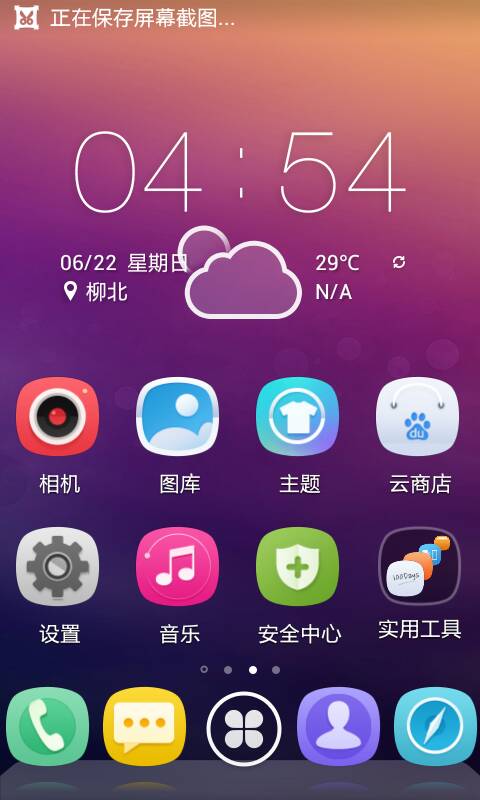 正在保存屏幕截图...
04:54
06/22 星期日
29℃
柳北
N/A
相机
图库
主题
云商店
du
设置
音乐
安全中心
实用工具
100Days